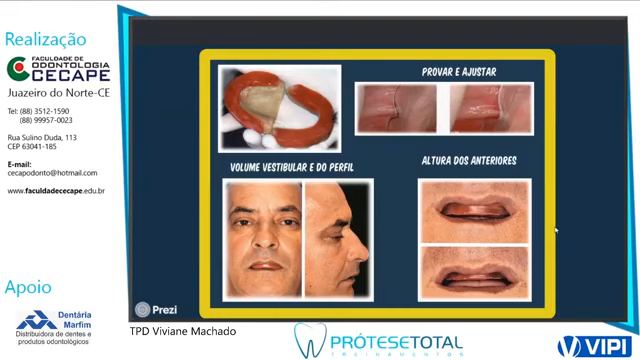 Realização
FACULDADE DE
ODONTOLOGIA
CECAPE
Juazeiro do Norte-CE
Tel: (88) 3512-1590
(88) 99957-0023
Rua Sulino Duda, 113
CEP 63041-185
E-mail:
cecapodonto@hotmail.com
www.faculdadececape.edu.br
Apoio
Dentária
Marfim
Distribuidora de dentes e
produtos odontológicos
PROVAR E AJUSTAR
VOLUME VESTIBULAR E DO PERFIL
ALTURA DOS ANTERIORES
Prezi
TPD Viviane Machado
PRÓTESETOTAL
TREINAMENTOS
VIPI